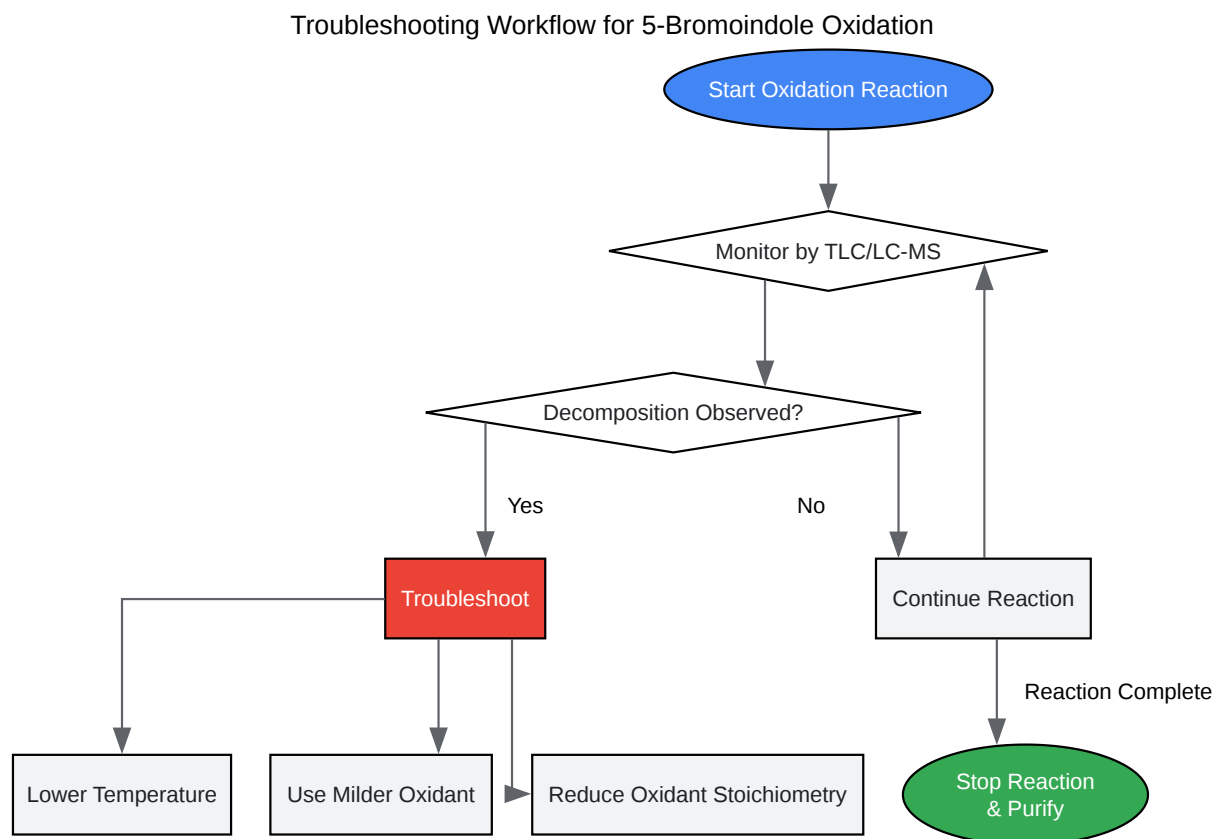 Troubleshooting Workflow for 5-Bromoindole Oxidation
Start Oxidation Reaction
Monitor by TLC/LC-MS
Decomposition Observed?
Yes
No
Troubleshoot
Continue Reaction
Reaction Complete
Lower Temperature
Use Milder Oxidant
Reduce Oxidant Stoichiometry
Stop Reaction
& Purify